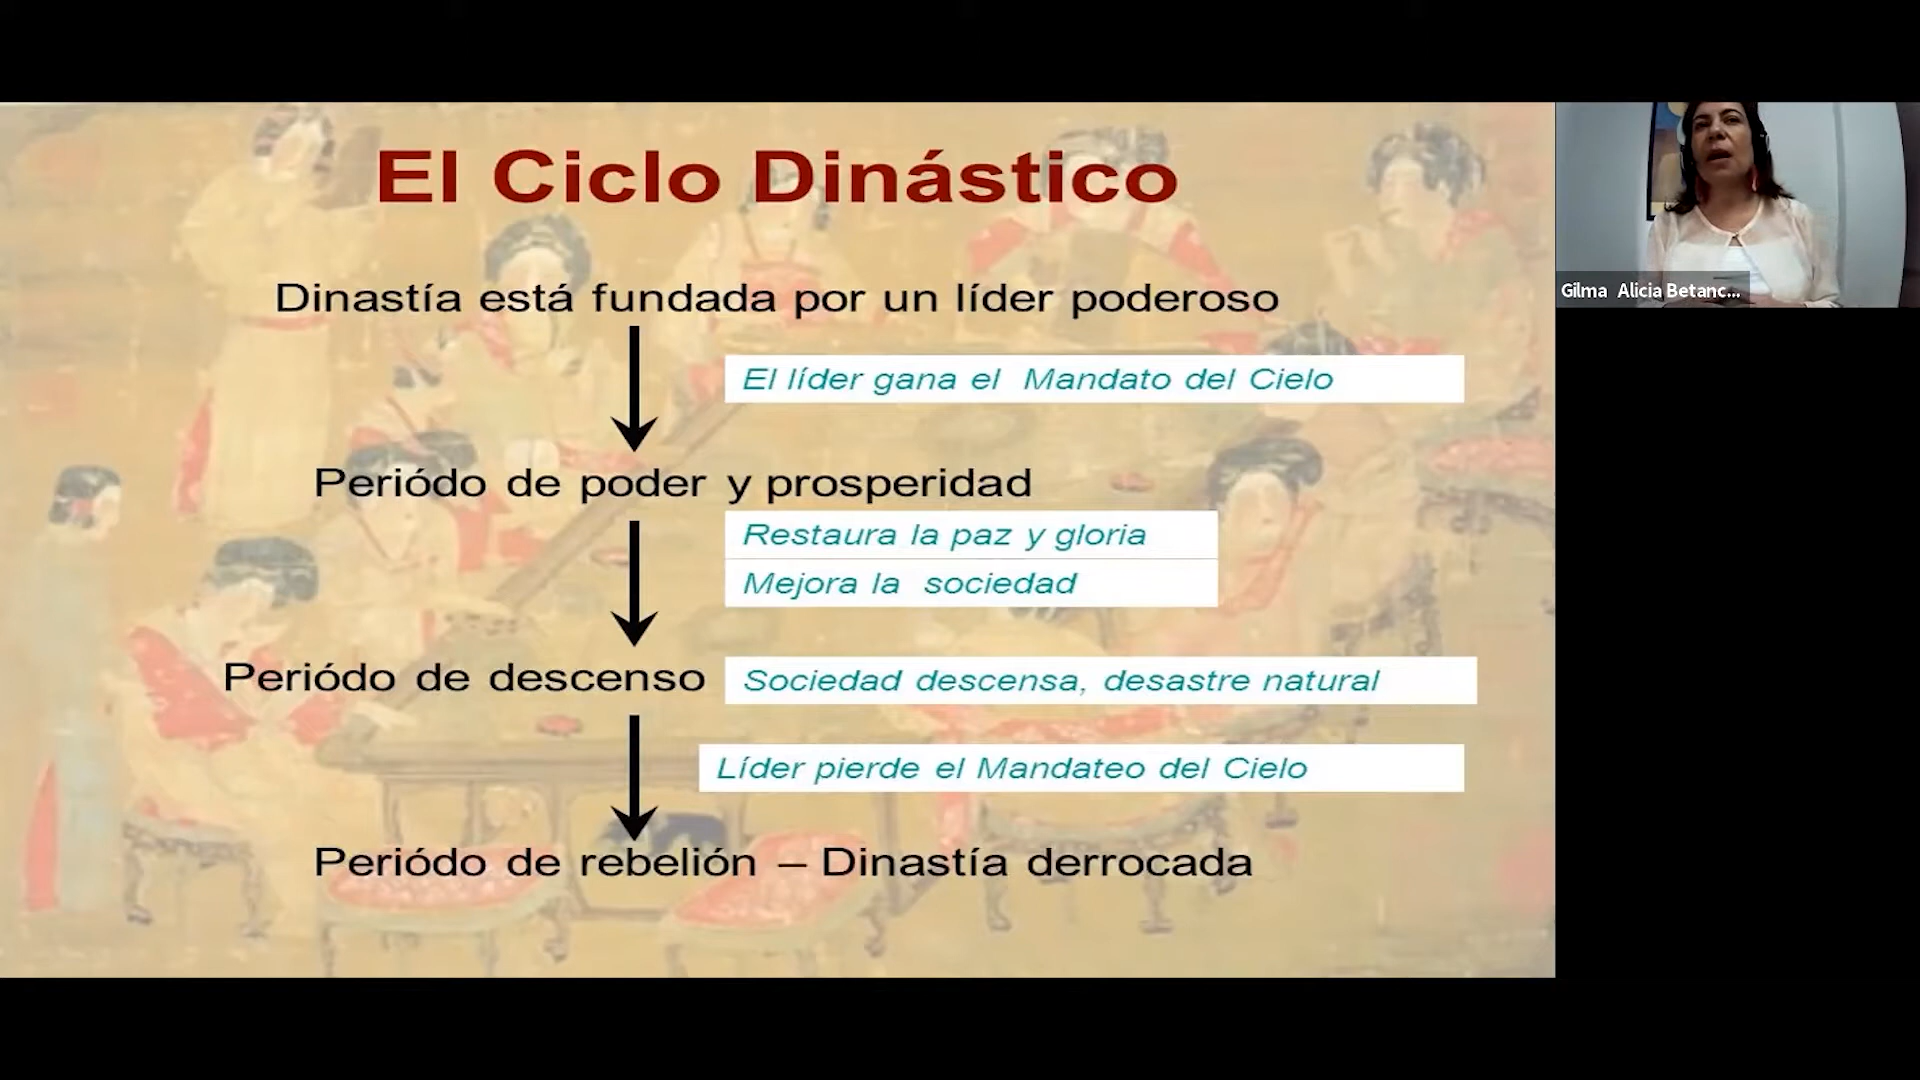 El Ciclo Dinástico
Dinastía está fundada por un líder poderoso
El líder gana el Mandato del Cielo
Periódo de poder y prosperidad
Restaura la paz y gloria
Mejora la sociedad
Periódo de descenso
Sociedad descensa, desastre natural
Líder pierde el Mandateo del Cielo
Periódo de rebelión – Dinastía derrocada
Gilma Alicia Betanc...